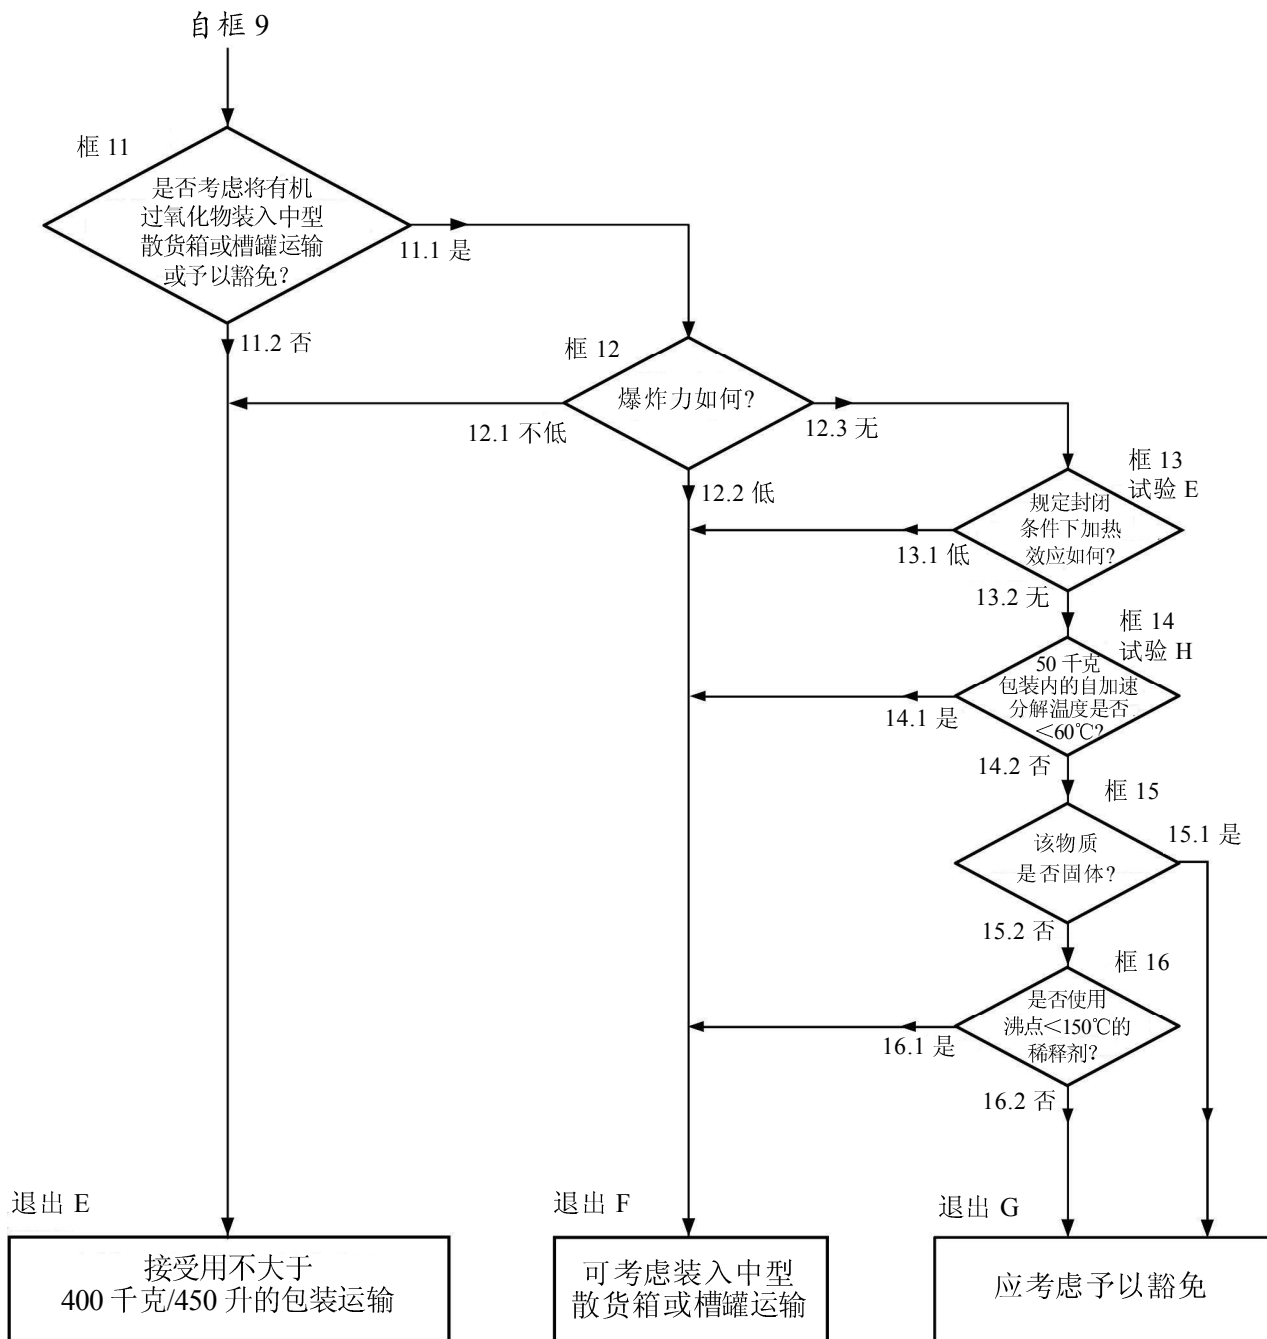 自框 9
框 11
是否考虑将有机
过氧化物装入中型
散货箱或槽罐运输
或予以豁免?
11.1 是
11.2 否
框 12
爆炸力如何?
12.1 不低
12.3 无
12.2 低
框 13
试验 E
规定封闭
条件下加热
效应如何?
13.1 低
13.2 无
框 14
试验 H
50 千克
包装内的自加速
分解温度是否
<60℃?
14.1 是
14.2 否
框 15
该物质
是否固体?
15.1 是
15.2 否
框 16
是否使用
沸点<150℃的
稀释剂?
16.1 是
16.2 否
退出 E
接受用不大于
400 千克/450 升的包装运输
退出 F
可考虑装入中型
散货箱或槽罐运输
退出 G
应考虑予以豁免